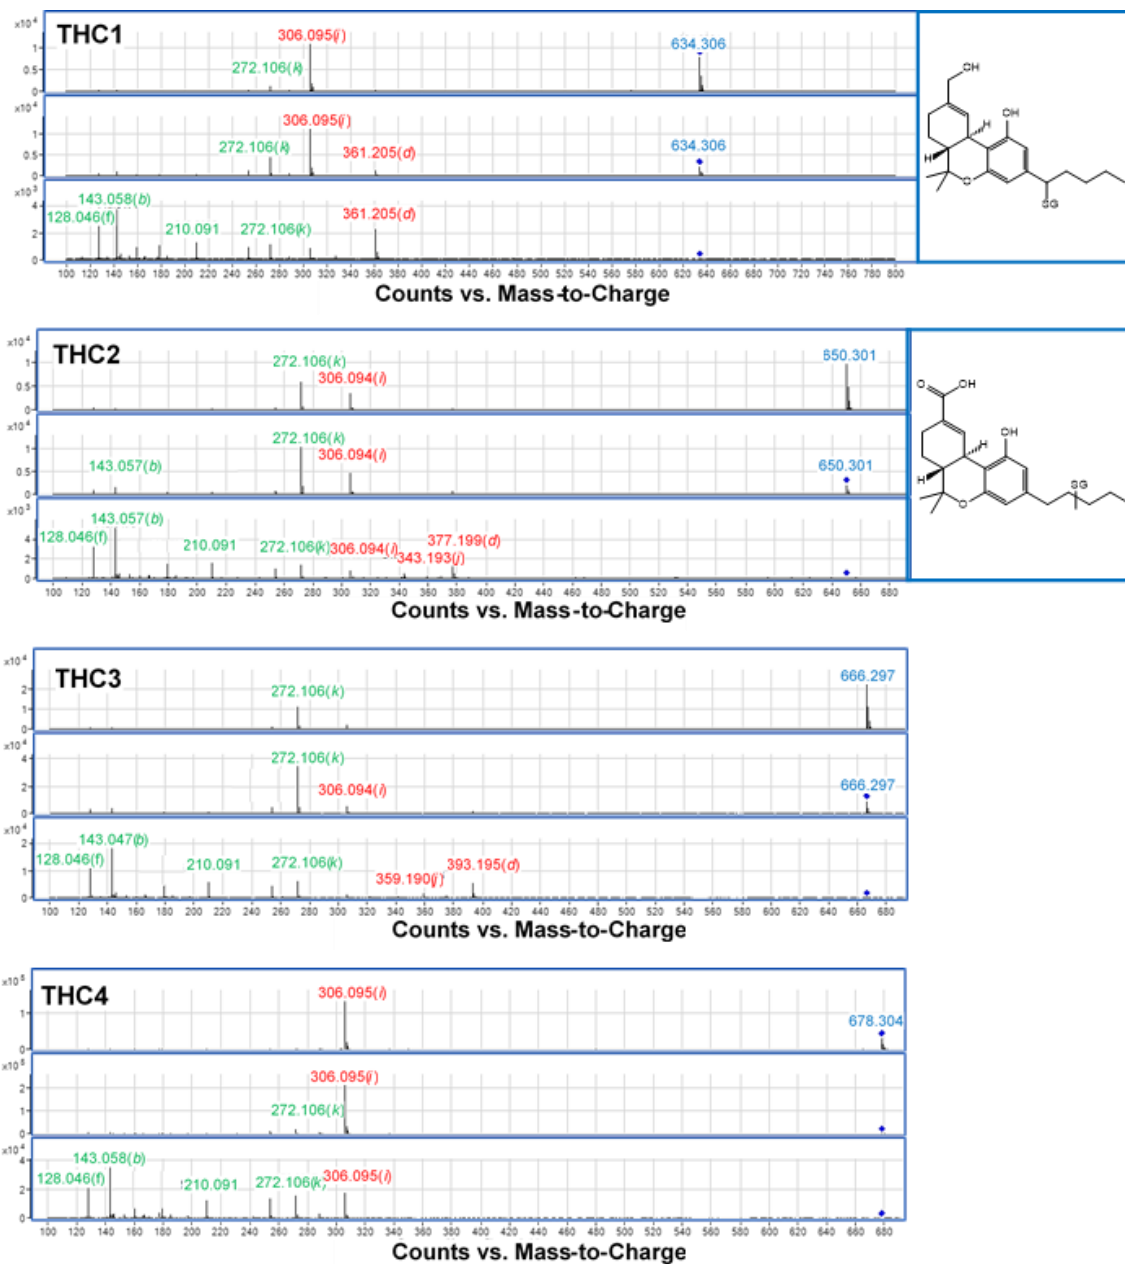 THC1
x10⁴
1
0.5
0
306.095(i)
634.306
272.106(k)
x10⁴
1
0.5
0
306.095(i)
272.106(k)
361.205(d)
634.306
x10³
4
2
0
143.058(b)
128.046(f)
210.091
272.106(k)
361.205(d)
100 120 140 160 180 200 220 240 260 280 300 320 340 360 380 400 420 440 460 480 500 520 540 560 580 600 620 640 660 680 700 720 740 760 780 800
Counts vs. Mass-to-Charge
OH
OH
H
H
O
SG
THC2
x10⁴
1
0.5
0
272.106(k)
306.094(i)
650.301
x10⁴
1
0.5
0
272.106(k)
306.094(i)
143.057(b)
650.301
x10³
4
2
0
143.057(b)
128.046(f)
210.091
272.106(k)
306.094(i)
343.193(j)
377.199(d)
100 120 140 160 180 200 220 240 260 280 300 320 340 360 380 400 420 440 460 480 500 520 540 560 580 600 620 640 660 680
Counts vs. Mass-to-Charge
O
OH
OH
H
H
O
SG
THC3
x10⁴
2
1
0
272.106(k)
666.297
x10⁴
4
2
0
272.106(k)
306.094(i)
666.297
x10⁴
2
1
0
143.047(b)
128.046(f)
210.091
272.106(k)
359.190(j)
393.195(d)
100 120 140 160 180 200 220 240 260 280 300 320 340 360 380 400 420 440 460 480 500 520 540 560 580 600 620 640 660 680
Counts vs. Mass-to-Charge
THC4
x10⁵
1
0
306.095(i)
678.304
x10⁵
2
1
0
306.095(i)
272.106(k)
x10⁴
4
2
0
143.058(b)
128.046(f)
210.091
272.106(k)
306.095(i)
100 120 140 160 180 200 220 240 260 280 300 320 340 360 380 400 420 440 460 480 500 520 540 560 580 600 620 640 660 680
Counts vs. Mass-to-Charge